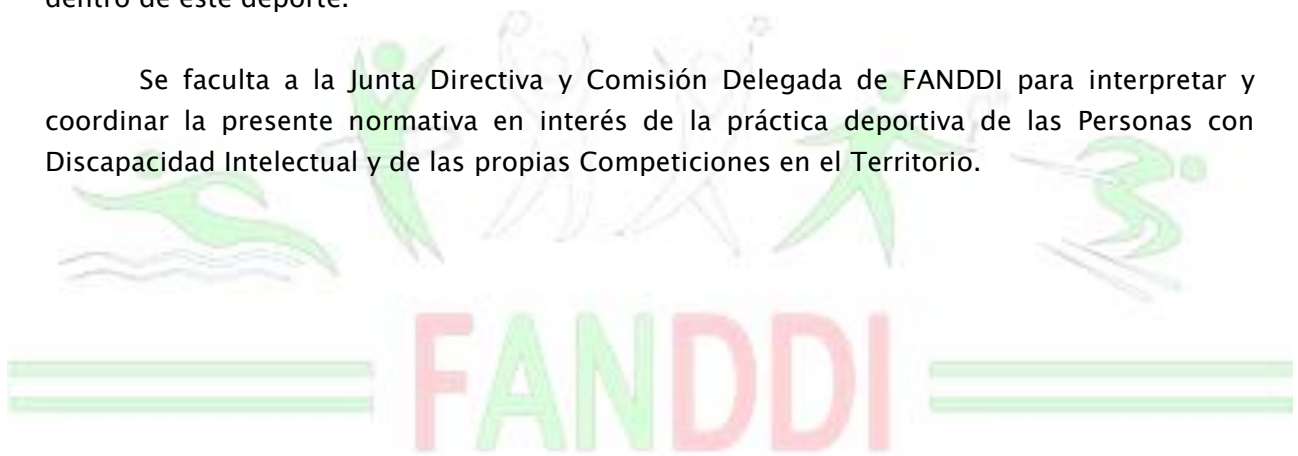 dentro de este deporte.
Se faculta a la Junta Directiva y Comisión Delegada de FANDDI para interpretar y
coordinar la presente normativa en interés de la práctica deportiva de las Personas con
Discapacidad Intelectual y de las propias Competiciones en el Territorio.
FANDDI